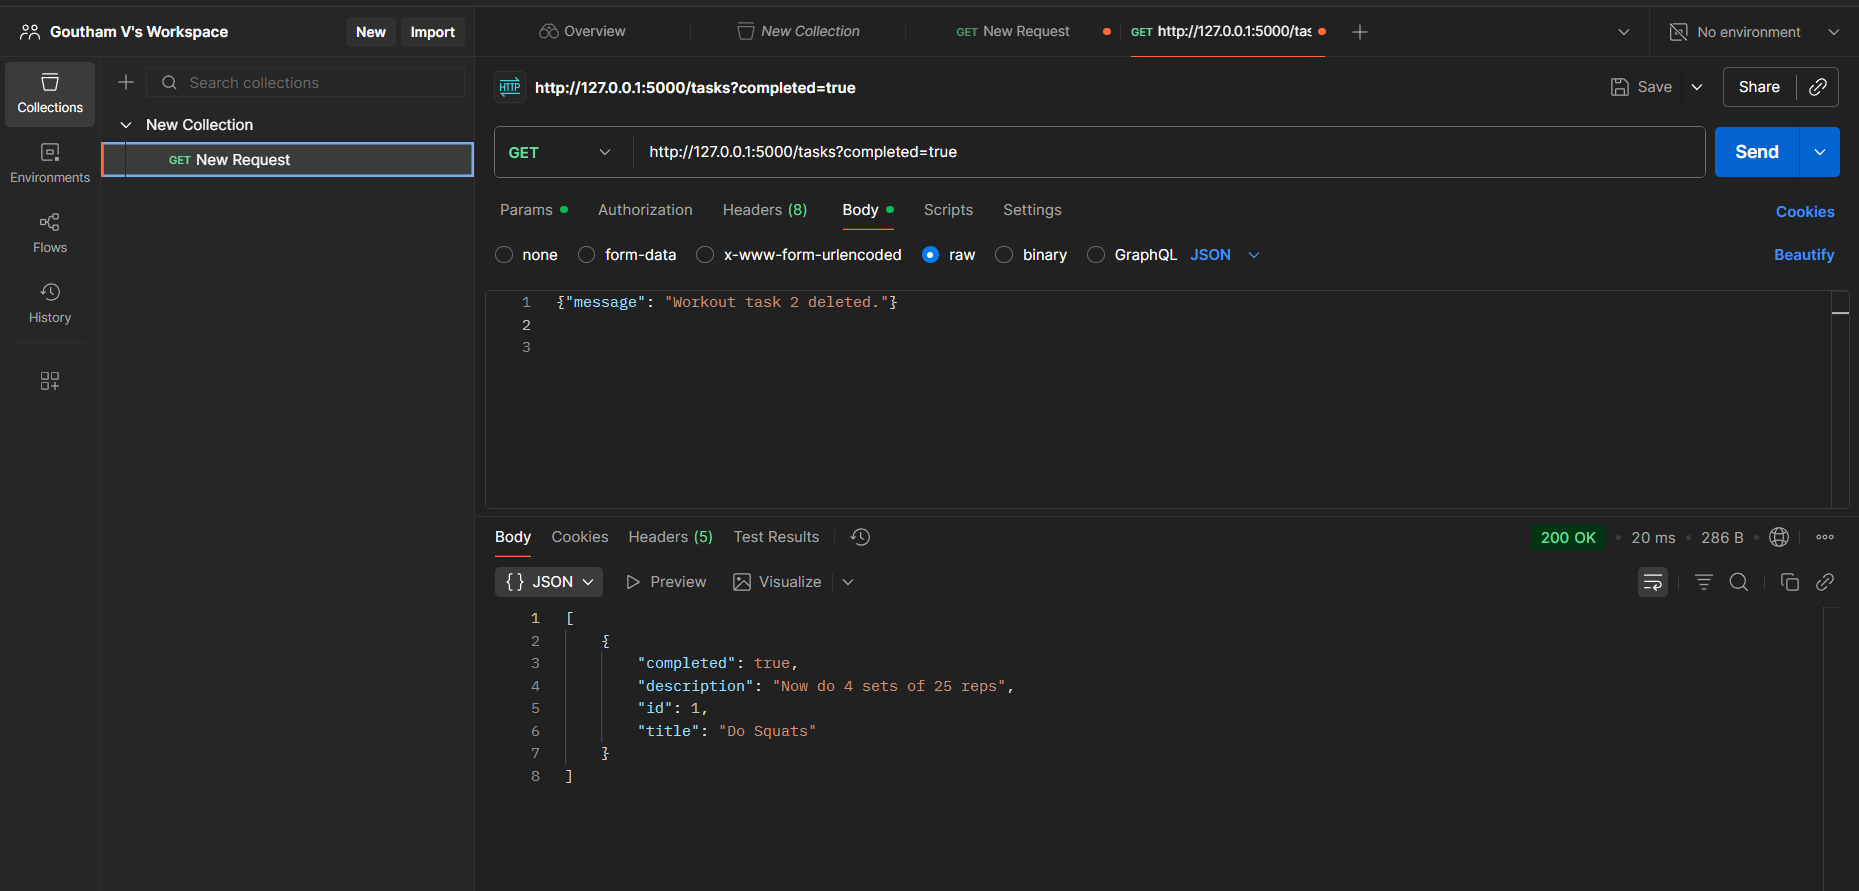 Goutham V's Workspace
New
Import
Overview
New Collection
GET New Request
GET http://127.0.0.1:5000/tas
No environment
Collections
Environments
Flows
History
Search collections
New Collection
GET New Request
HTTP http://127.0.0.1:5000/tasks?completed=true
Save
Share
GET http://127.0.0.1:5000/tasks?completed=true
Send
Params Authorization Headers (8) Body Scripts Settings
Cookies
none form-data x-www-form-urlencoded raw binary GraphQL JSON
Beautify
1 {"message": "Workout task 2 deleted."}
2
3
Body Cookies Headers (5) Test Results
200 OK • 20 ms • 286 B •
{} JSON Preview Visualize
1 [
2 {
3 "completed": true,
4 "description": "Now do 4 sets of 25 reps",
5 "id": 1,
6 "title": "Do Squats"
7 }
8 ]